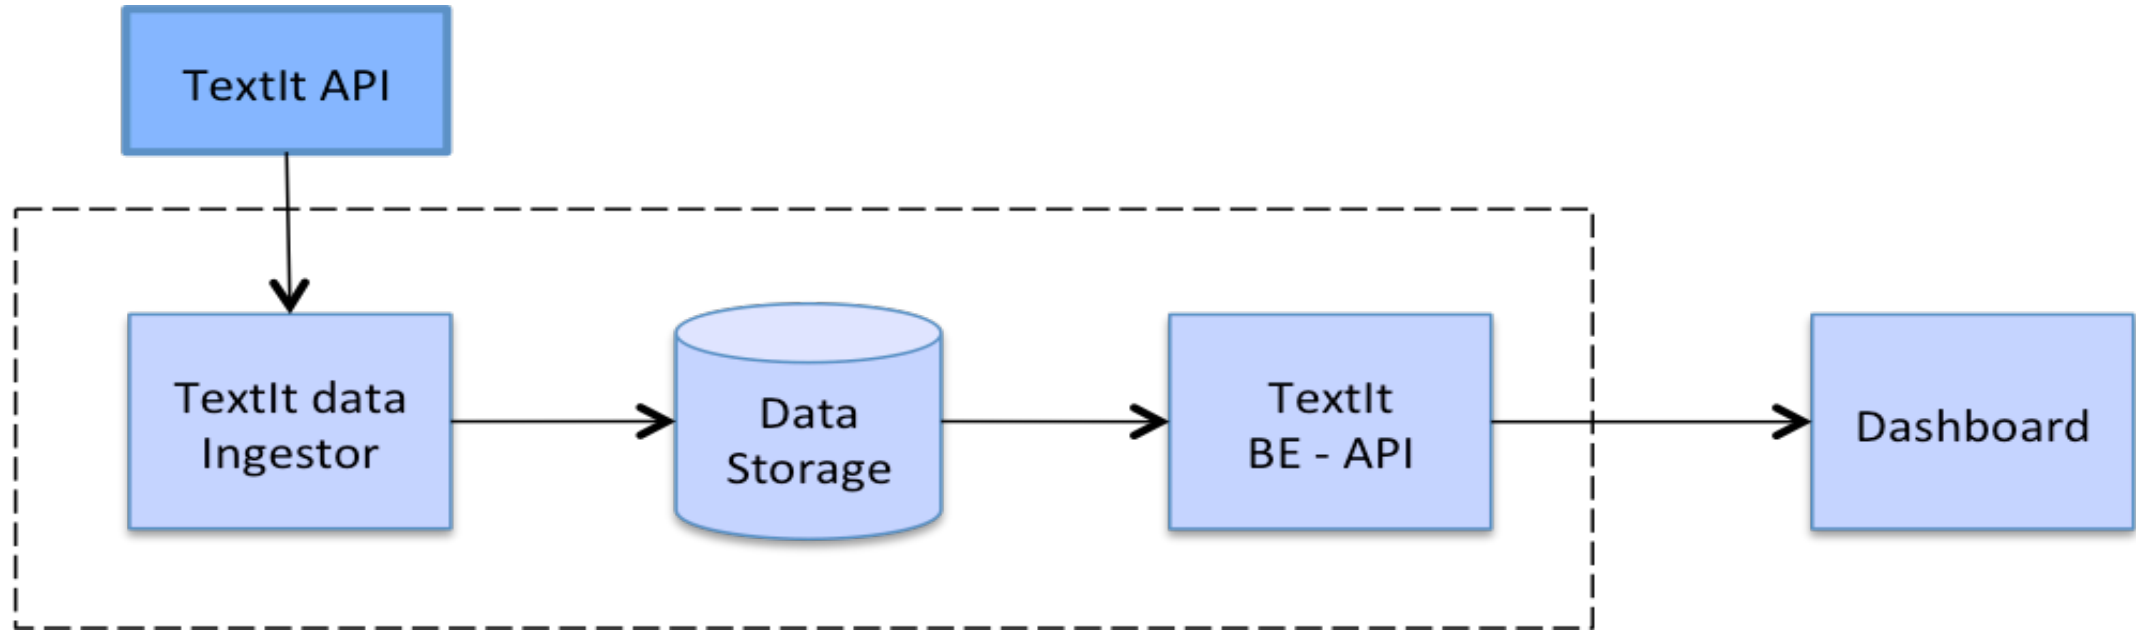 TextIt API
TextIt data
Ingestor
Data
Storage
TextIt
BE - API
Dashboard